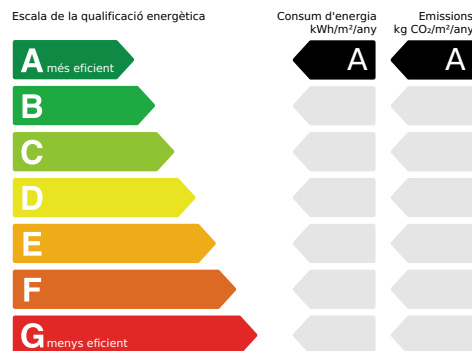 Escala de la qualificació energètica
Consum d'energia
kWh/m²/any
Emissions
kg CO₂/m²/any
A més eficient
A
A
B
C
D
E
F
G menys eficient